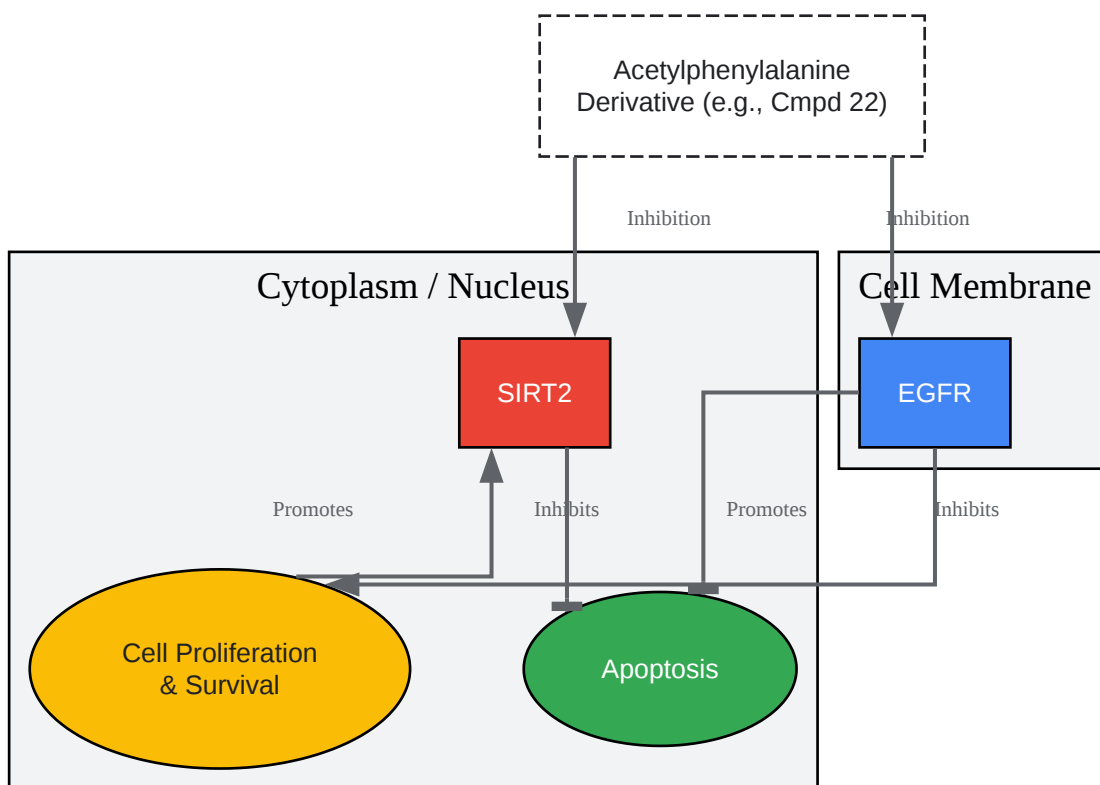 Acetylphenylalanine
Derivative (e.g., Cmpd 22)
Inhibition
Inhibition
Cytoplasm / Nucleus
Cell Membrane
SIRT2
EGFR
Promotes
Inhibits
Promotes
Inhibits
Cell Proliferation
& Survival
Apoptosis